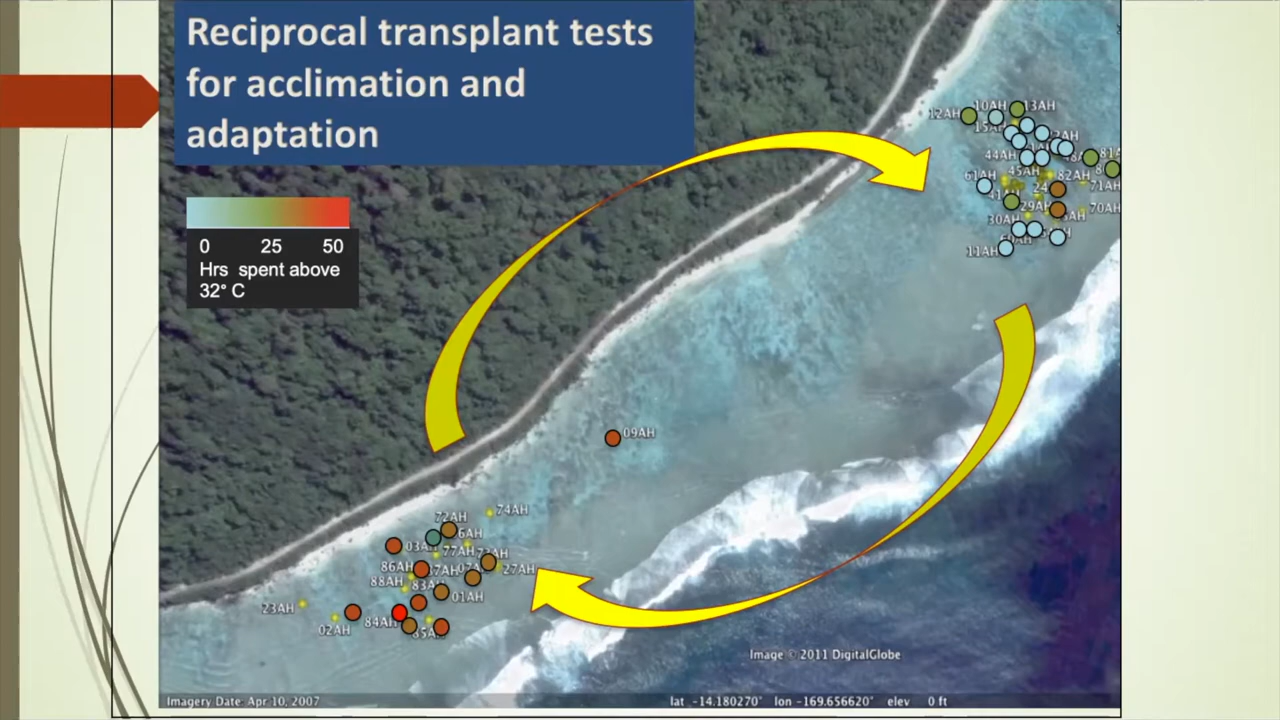 Reciprocal transplant tests
for acclimation and
adaptation
0 25 50
Hrs spent above
32° C
12AH
10AH
13AH
44AH
45AH
61AH
82AH
71AH
29AH
70AH
30AH
11AH
09AH
74AH
72AH
03AH
77AH
86AH
27AH
88AH
83AH
01AH
23AH
02AH
84AH
Image © 2011 DigitalGlobe
Imagery Date: Apr 10, 2007
lat -14.180270° lon -169.656620° elev 0 ft